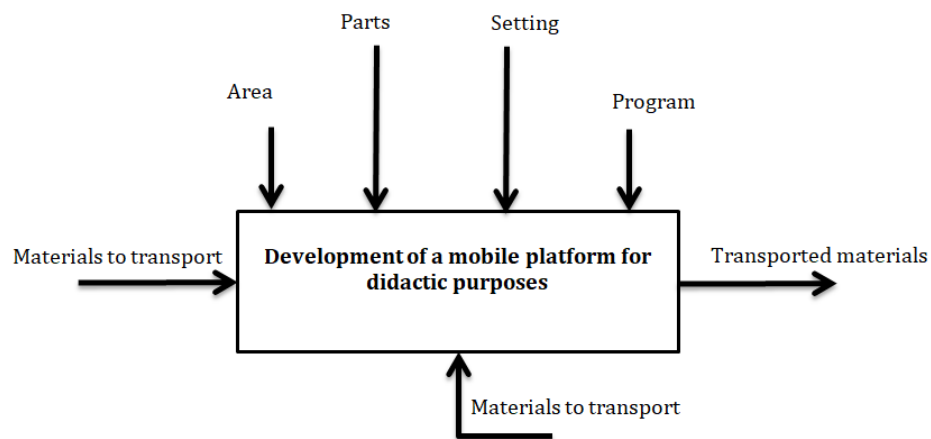 Parts
Setting
Area
Program
Materials to transport
Development of a mobile platform for
didactic purposes
Transported materials
Materials to transport